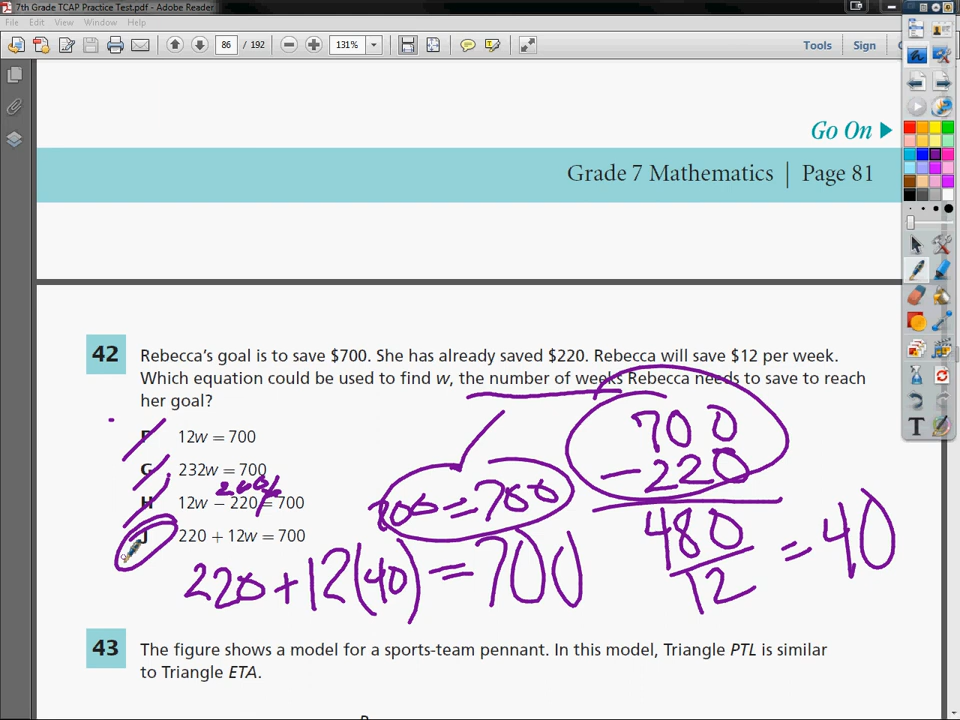 7th Grade TCAP Practice Test.pdf - Adobe Reader
File Edit View Window Help
86 / 192 131% Tools Sign
Go On ▶
Grade 7 Mathematics | Page 81
42 Rebecca's goal is to save $700. She has already saved $220. Rebecca will save $12 per week.
Which equation could be used to find w, the number of weeks Rebecca needs to save to reach
her goal?
F 12w = 700
G 232w = 700
H 12w − 220 = 700
J 220 + 12w = 700
700
−220
480
12
= 40
700 = 700
220 + 12(40) = 700
43 The figure shows a model for a sports-team pennant. In this model, Triangle PTL is similar
to Triangle ETA.